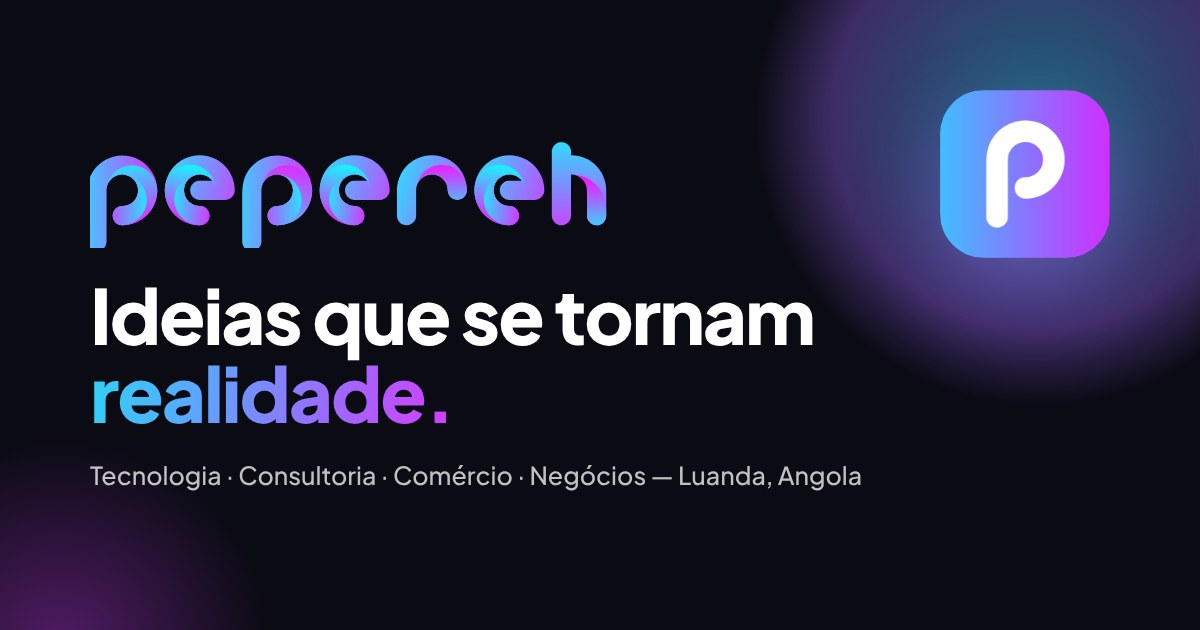 pepereh
Ideias que se tornam
realidade.
Tecnologia · Consultoria · Comércio · Negócios — Luanda, Angola
P